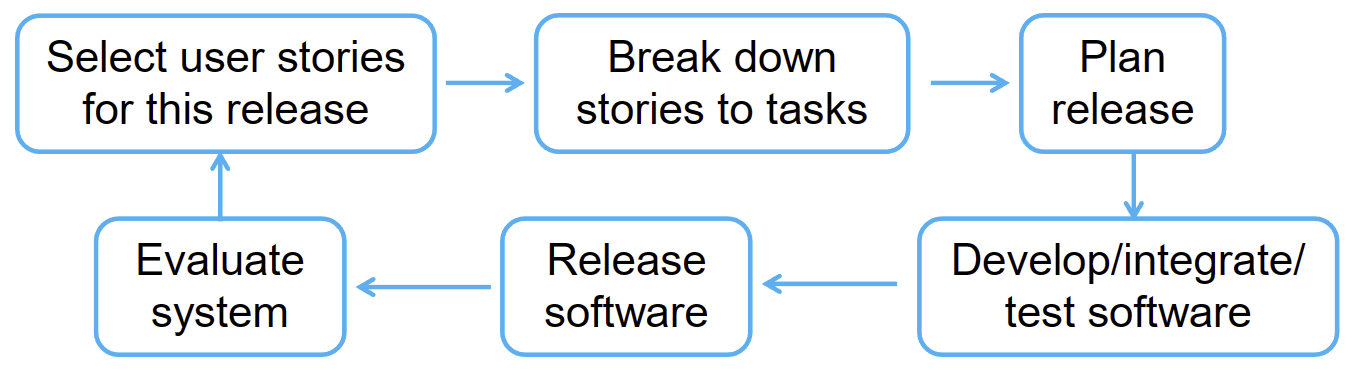 Select user stories
for this release
Break down
stories to tasks
Plan
release
Evaluate
system
Release
software
Develop/integrate/
test software